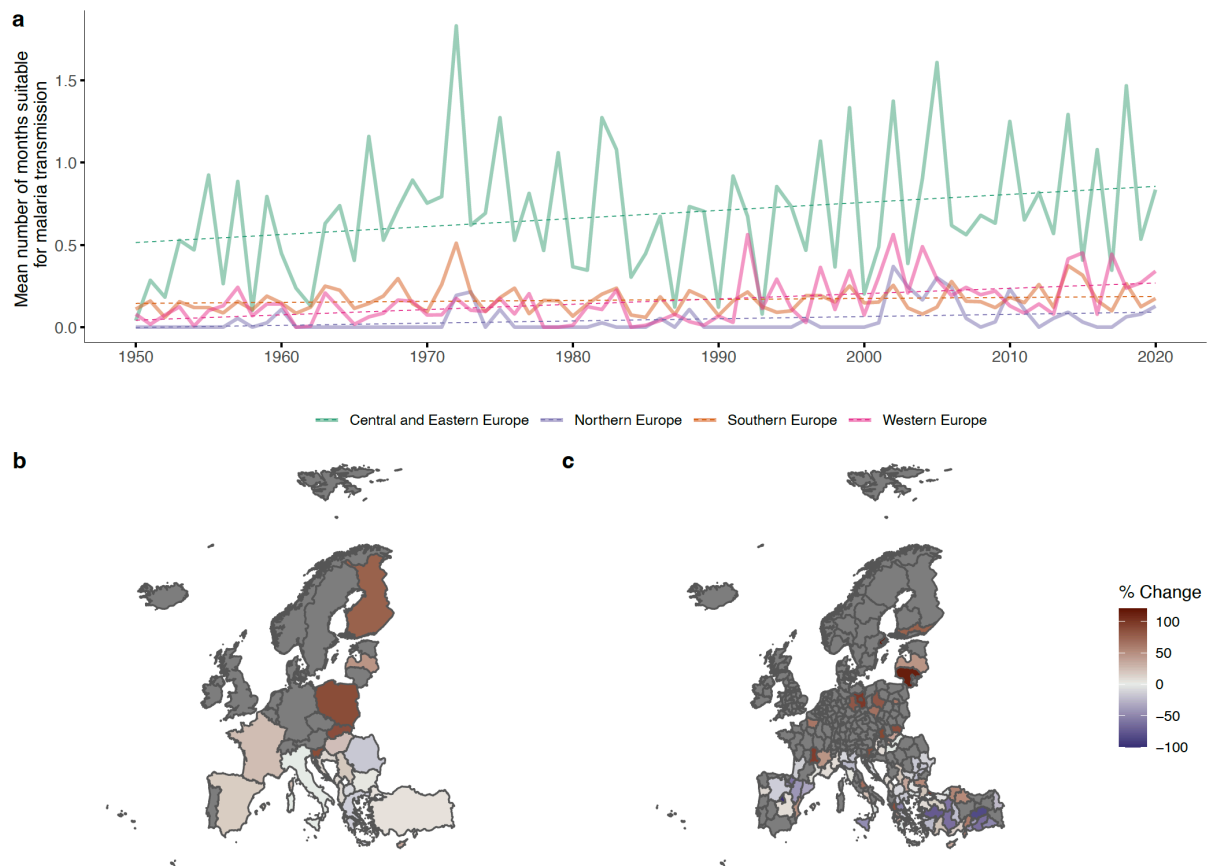 a
Mean number of months suitable
for malaria transmission
1.5
1.0
0.5
0.0
1950 1960 1970 1980 1990 2000 2010 2020
Central and Eastern Europe Northern Europe Southern Europe Western Europe
b c
% Change
100
50
0
−50
−100